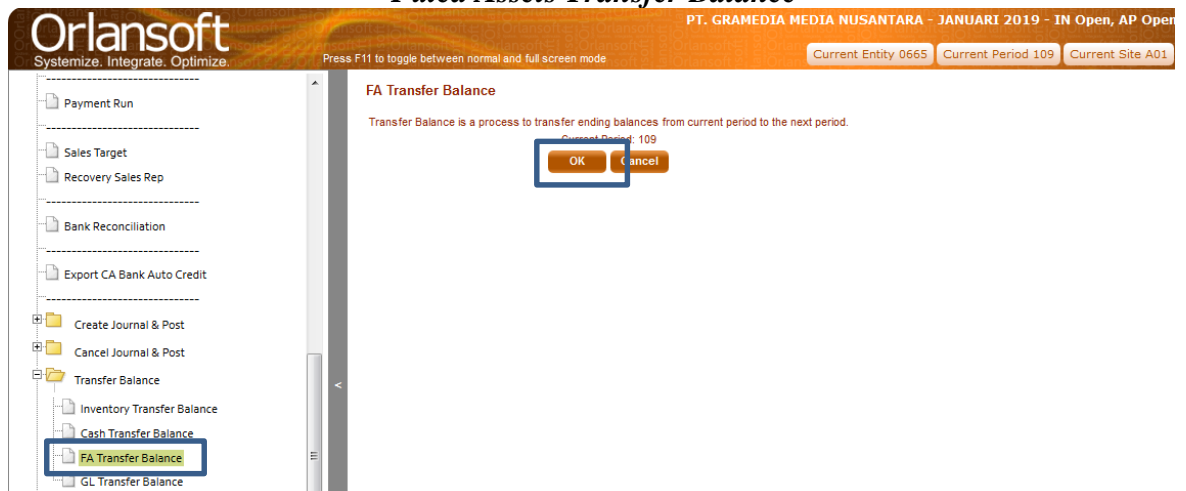 Assets Transfer Balance
Orlansoft
Systemize. Integrate. Optimize.
PT. GRAMEDIA MEDIA NUSANTARA - JANUARI 2019 - IN Open, AP Open
Press F11 to toggle between normal and full screen mode
Current Entity 0665
Current Period 109
Current Site A01
Payment Run
Sales Target
Recovery Sales Rep
Bank Reconciliation
Export CA Bank Auto Credit
Create Journal & Post
Cancel Journal & Post
Transfer Balance
Inventory Transfer Balance
Cash Transfer Balance
FA Transfer Balance
GL Transfer Balance
<
FA Transfer Balance
Transfer Balance is a process to transfer ending balances from current period to the next period.
Current Period: 109
OK
Cancel